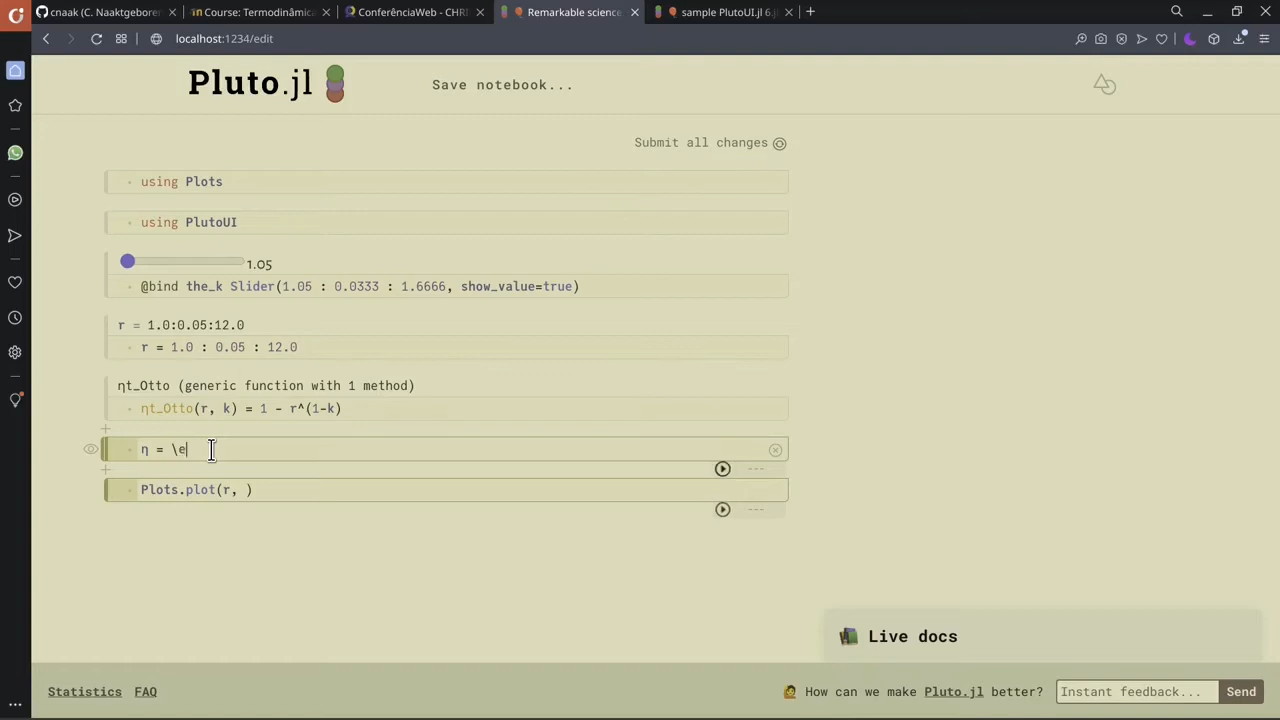 cnaak (C. Naaktgeboren
Course: Termodinâmica
ConferênciaWeb - CHRI
Remarkable science
sample PlutoUI.jl 6.jl
localhost:1234/edit
Pluto.jl
Save notebook...
Submit all changes
using Plots
using PlutoUI
1.05
@bind the_k Slider(1.05 : 0.0333 : 1.6666, show_value=true)
r = 1.0:0.05:12.0
r = 1.0 : 0.05 : 12.0
ηt_Otto (generic function with 1 method)
ηt_Otto(r, k) = 1 - r^(1-k)
η = \e
---
Plots.plot(r, )
---
Live docs
Statistics FAQ
How can we make Pluto.jl better? Instant feedback... Send